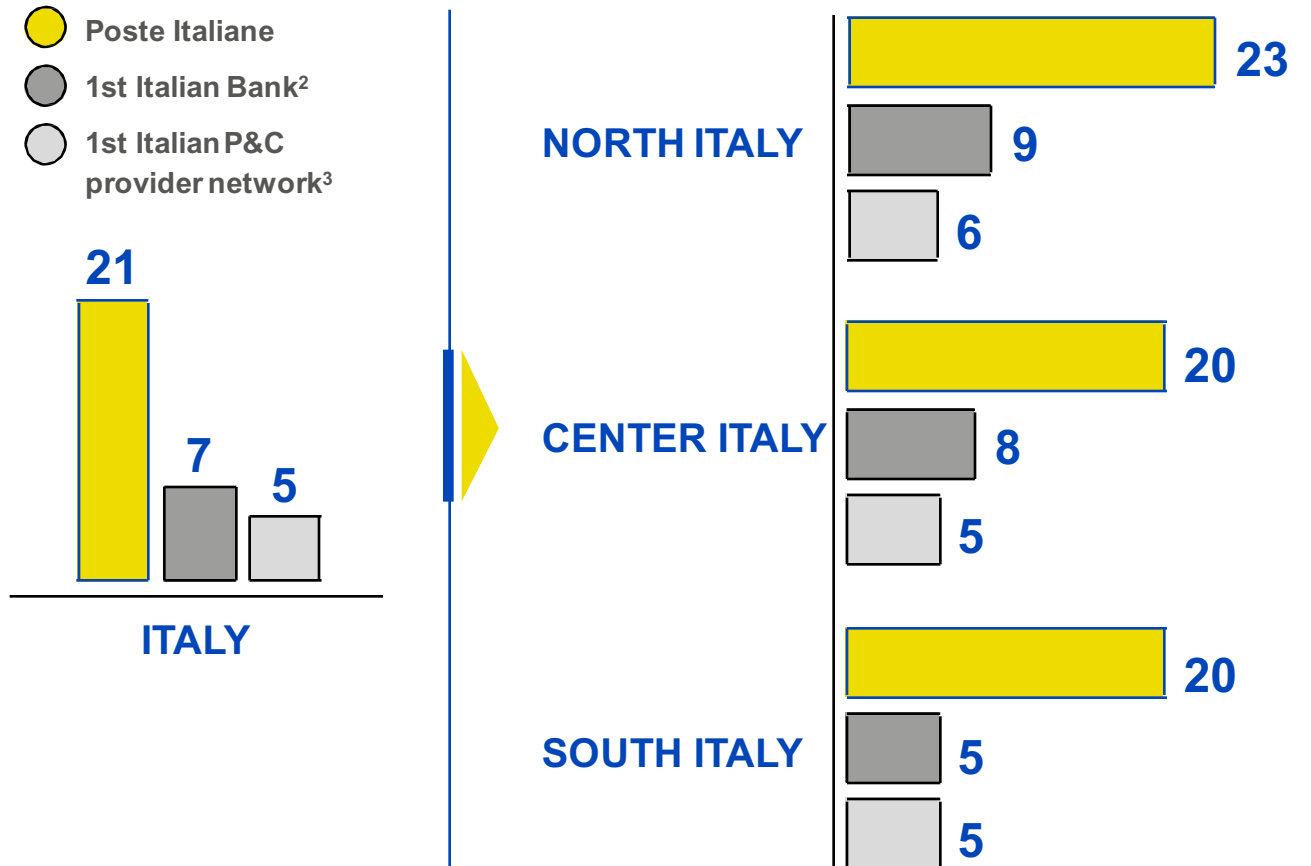 Poste Italiane
1st Italian Bank²
1st Italian P&C
provider network³
21
7
5
ITALY
NORTH ITALY
23
9
6
CENTER ITALY
20
8
5
SOUTH ITALY
20
5
5